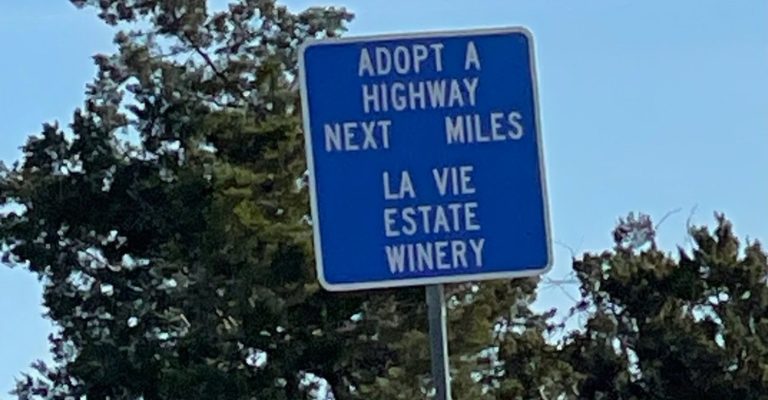 ADOPT A
HIGHWAY
NEXT MILES
LA VIE
ESTATE
WINERY